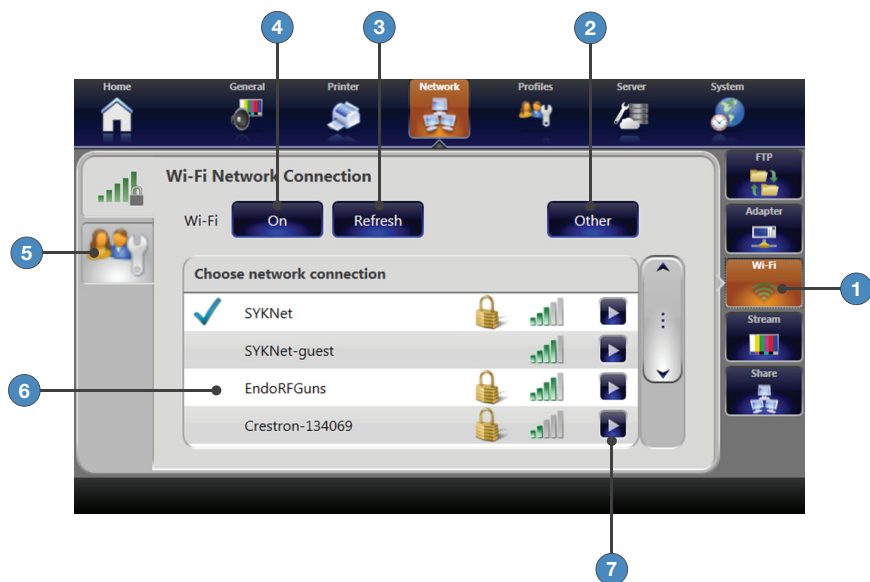 4 3 2
Home General Printer Network Profiles Server System
Wi-Fi Network Connection
FTP
Wi-Fi On Refresh Other
Adapter
5
Choose network connection
Wi-Fi
1
SYKNet
Stream
SYKNet-guest
Share
6
EndoRFGuns
Crestron-134069
7